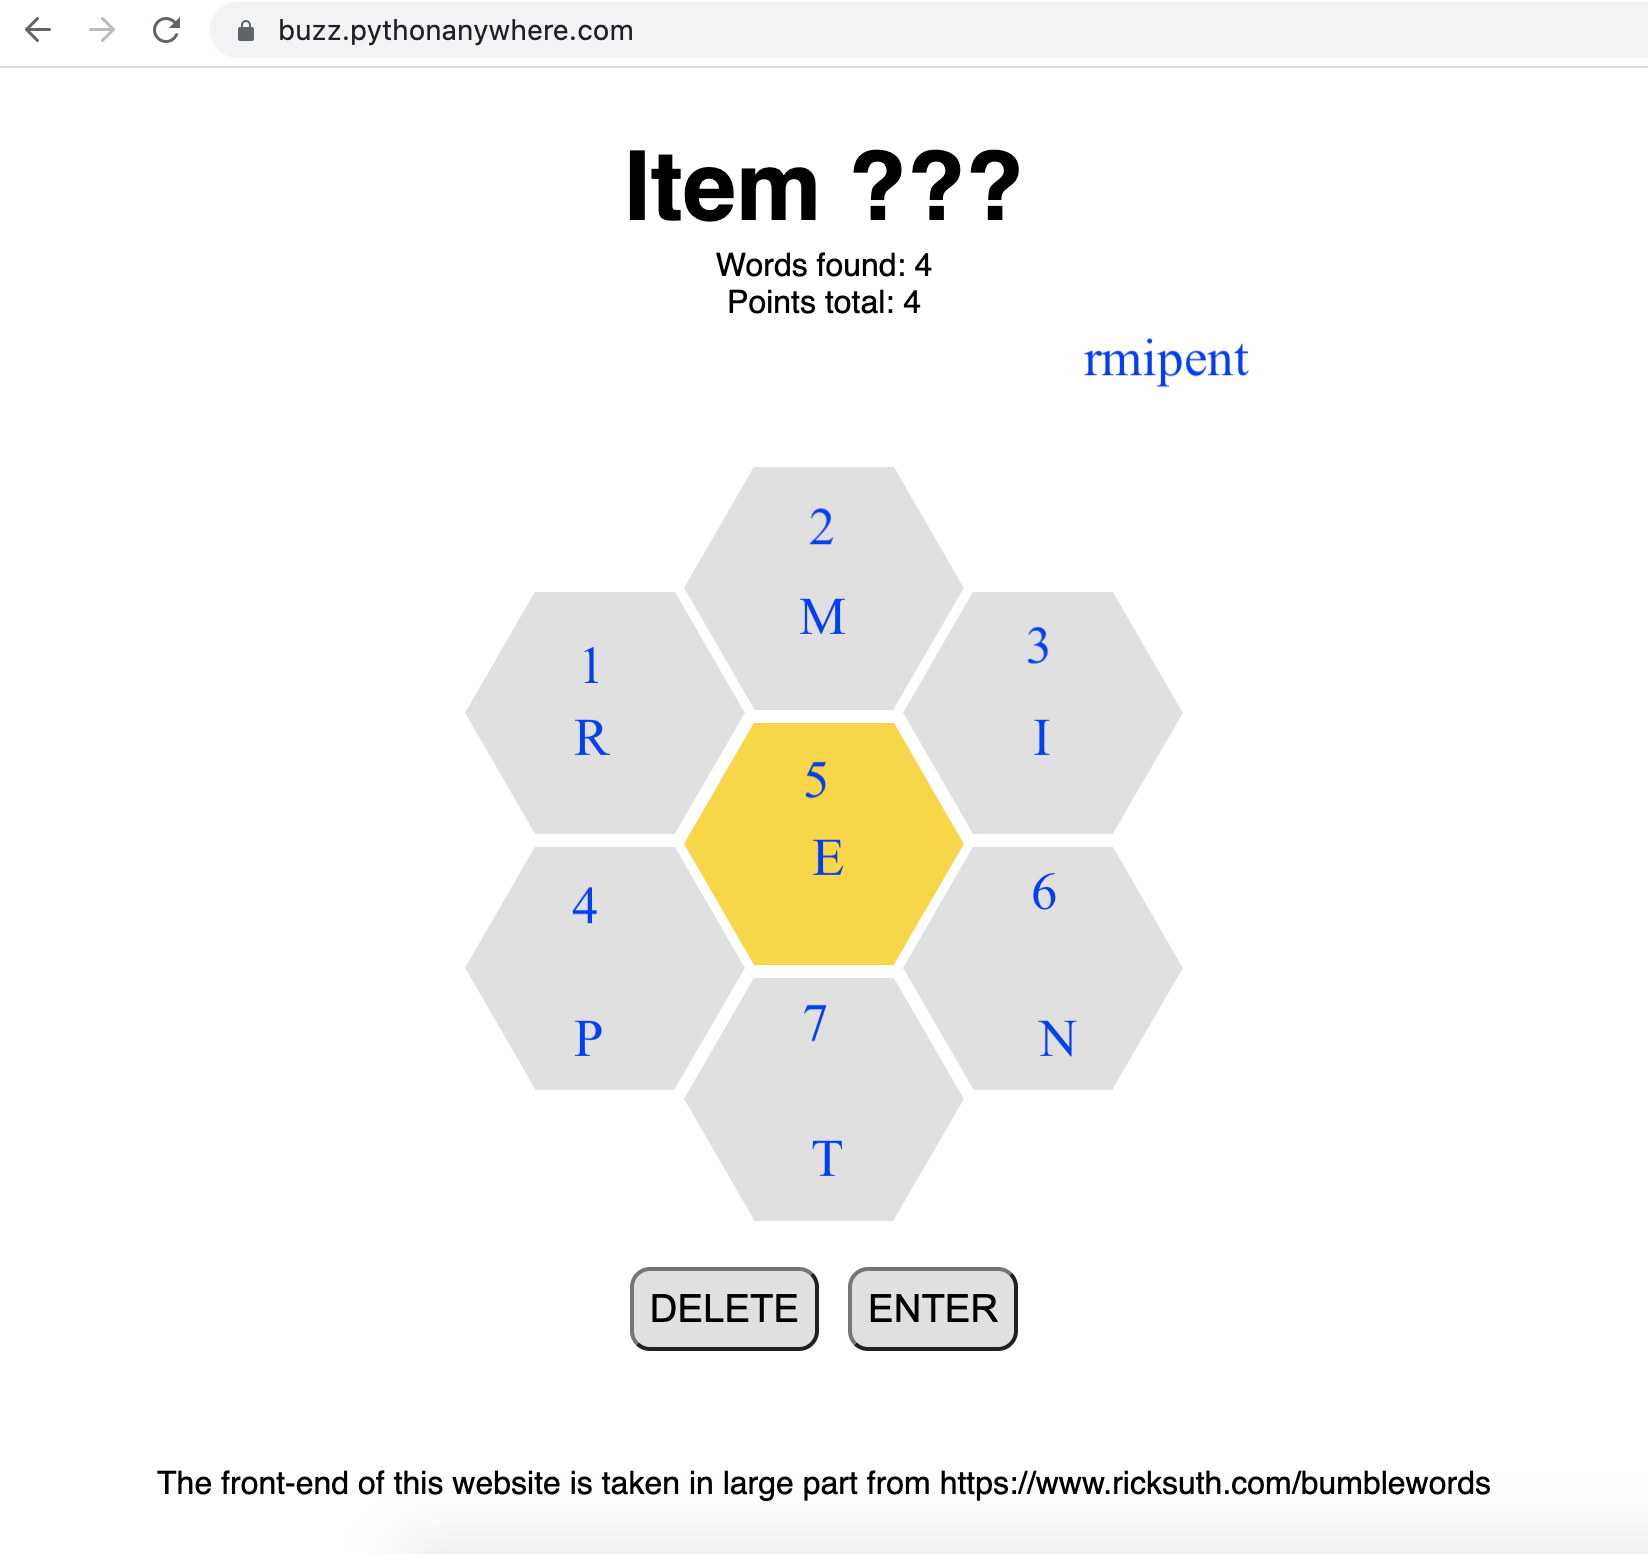 buzz.pythonanywhere.com
Item ???
Words found: 4
Points total: 4
rmipent
2
M
1
R
3
I
5
E
4
P
6
N
7
T
DELETE ENTER
The front-end of this website is taken in large part from https://www.ricksuth.com/bumblewords